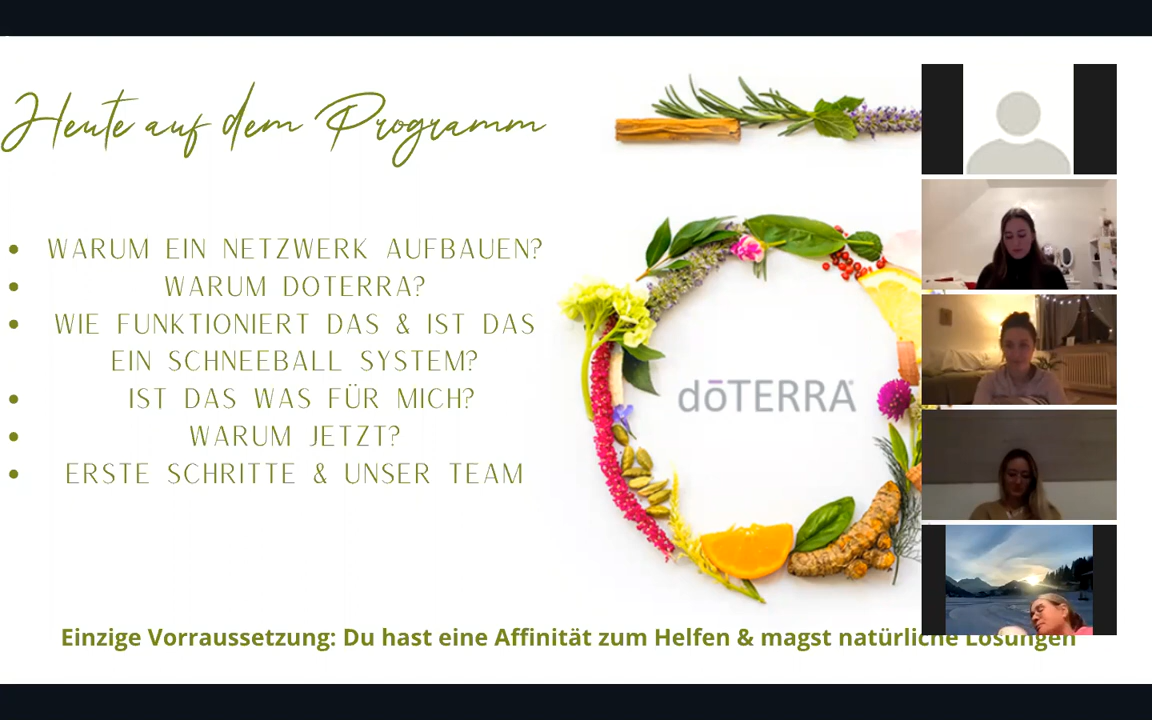 Heute auf dem Programm
WARUM EIN NETZWERK AUFBAUEN?
WARUM DOTERRA?
WIE FUNKTIONIERT DAS & IST DAS
EIN SCHNEEBALL SYSTEM?
IST DAS WAS FÜR MICH?
WARUM JETZT?
ERSTE SCHRITTE & UNSER TEAM
dōTERRA
Einzige Vorraussetzung: Du hast eine Affinität zum Helfen & magst natürliche Lösungen